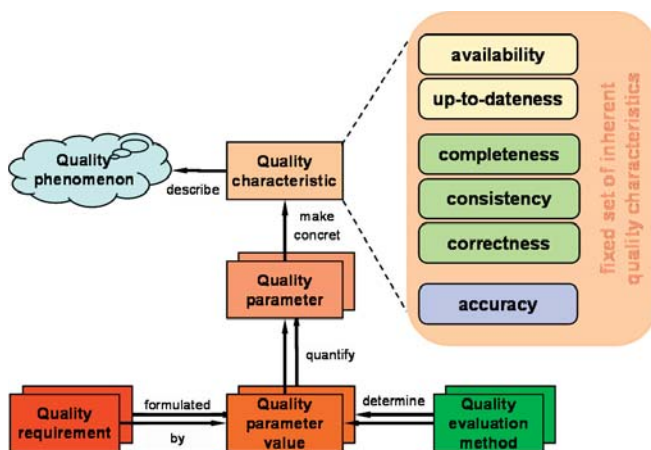 availability
up-to-dateness
completeness
consistency
correctness
accuracy
fixed set of inherent
quality characteristics
Quality
phenomenon
describe
Quality
characteristic
make
concret
Quality
parameter
quantify
Quality
requirement
formulated
by
Quality
parameter
value
determine
Quality
evaluation
method